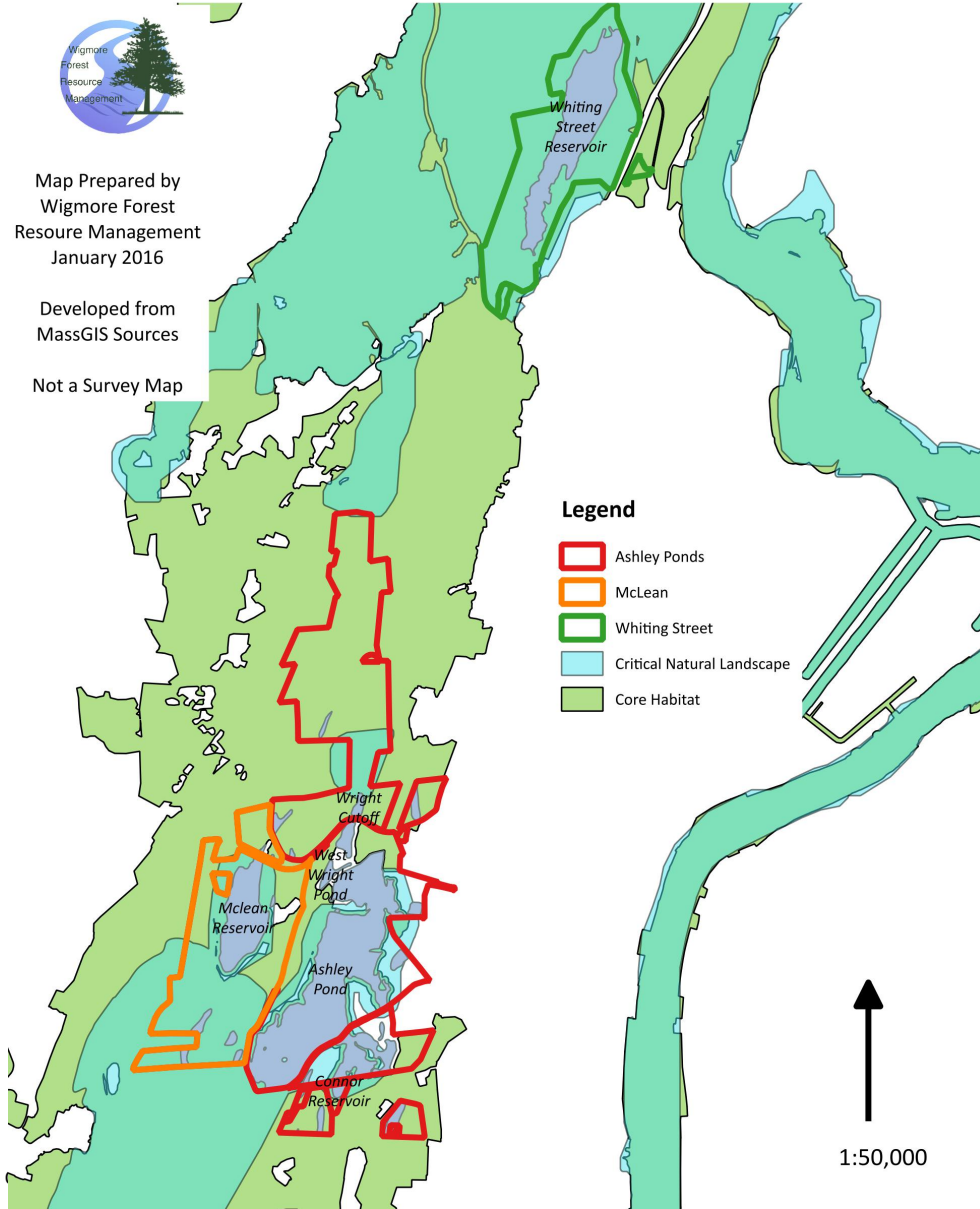 Wigmore
Forest
Resource
Management
Map Prepared by
Wigmore Forest
Resoure Management
January 2016
Developed from
MassGIS Sources
Not a Survey Map
Whiting
Street
Reservoir
Legend
Ashley Ponds
McLean
Whiting Street
Critical Natural Landscape
Core Habitat
Wright
Cutoff
West
Wright
Pond
Mclean
Reservoir
Ashley
Pond
Connor
Reservoir
1:50,000